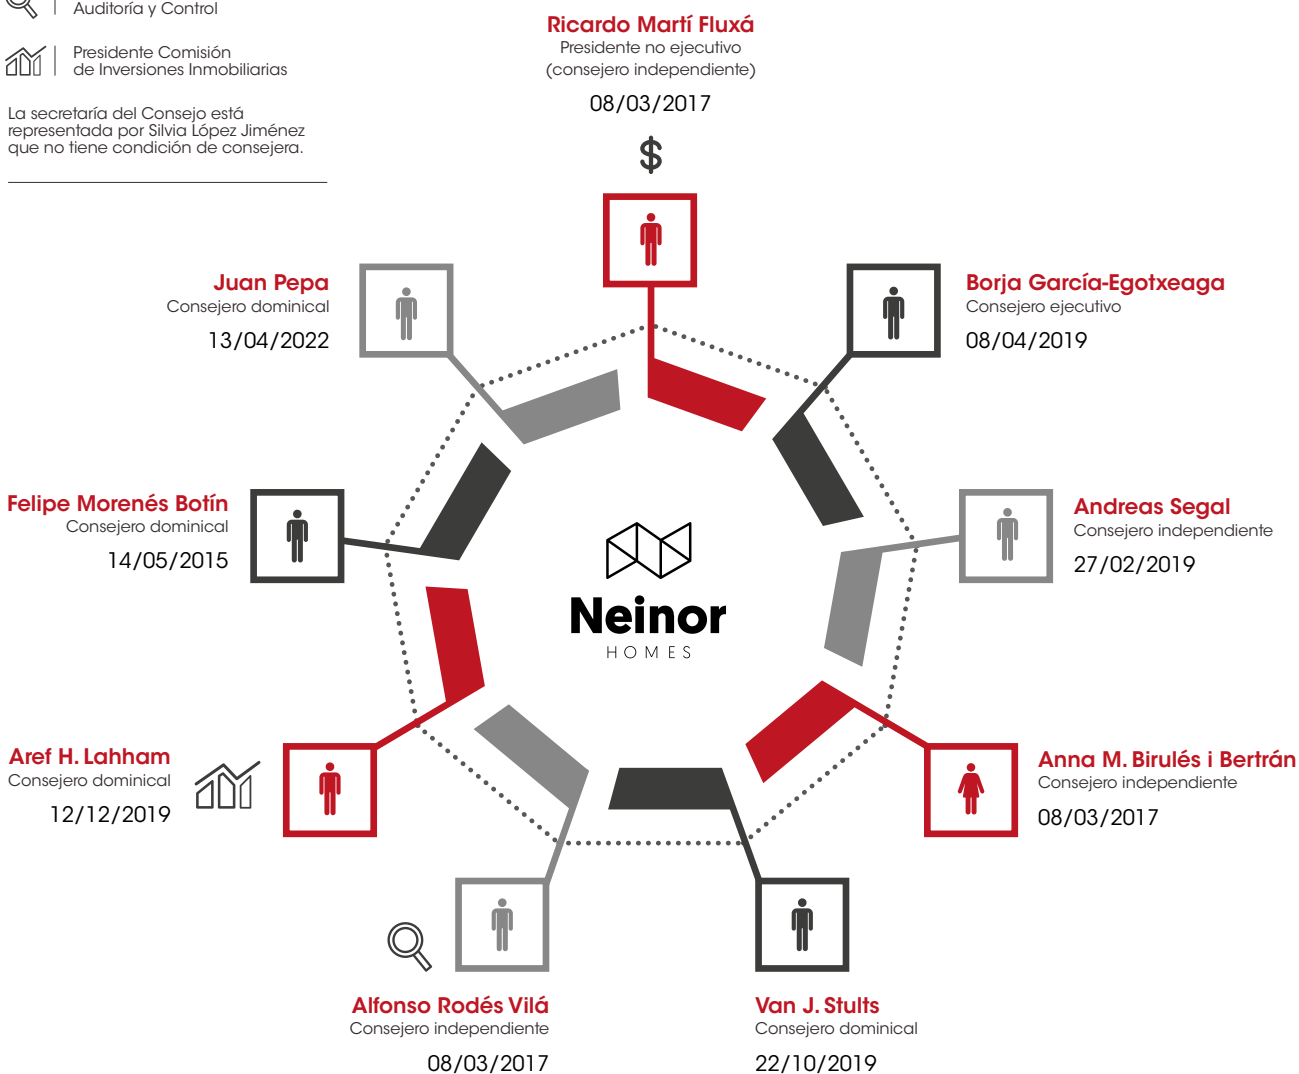 Auditoría y Control
Presidente Comisión
de Inversiones Inmobiliarias
La secretaría del Consejo está
representada por Silvia López Jiménez
que no tiene condición de consejera.
Ricardo Martí Fluxá
Presidente no ejecutivo
(consejero independiente)
08/03/2017
$
Juan Pepa
Consejero dominical
13/04/2022
Borja García-Egotxeaga
Consejero ejecutivo
08/04/2019
Felipe Morenés Botín
Consejero dominical
14/05/2015
Andreas Segal
Consejero independiente
27/02/2019
Neinor
HOMES
Aref H. Lahham
Consejero dominical
12/12/2019
Anna M. Birulés i Bertrán
Consejero independiente
08/03/2017
Alfonso Rodés Vilá
Consejero independiente
08/03/2017
Van J. Stults
Consejero dominical
22/10/2019